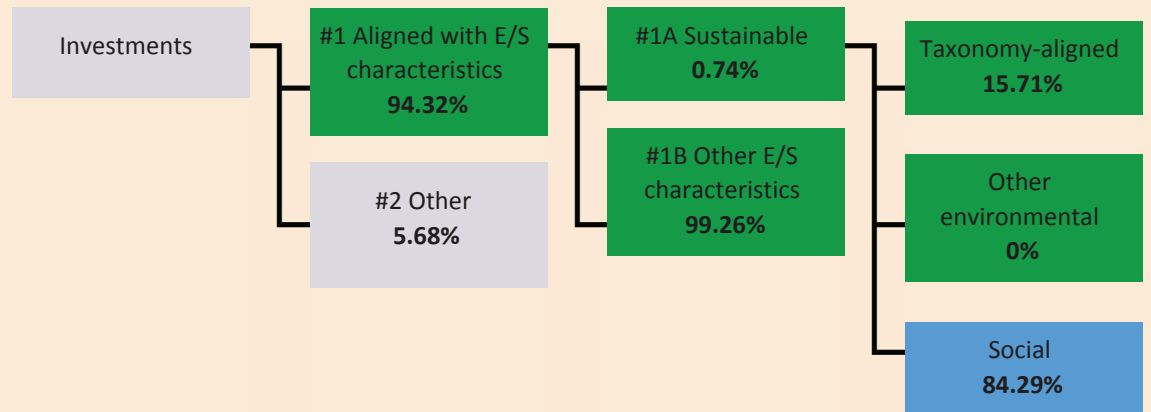 Investments
#1 Aligned with E/S
characteristics
94.32%
#2 Other
5.68%
#1A Sustainable
0.74%
#1B Other E/S
characteristics
99.26%
Taxonomy-aligned
15.71%
Other
environmental
0%
Social
84.29%